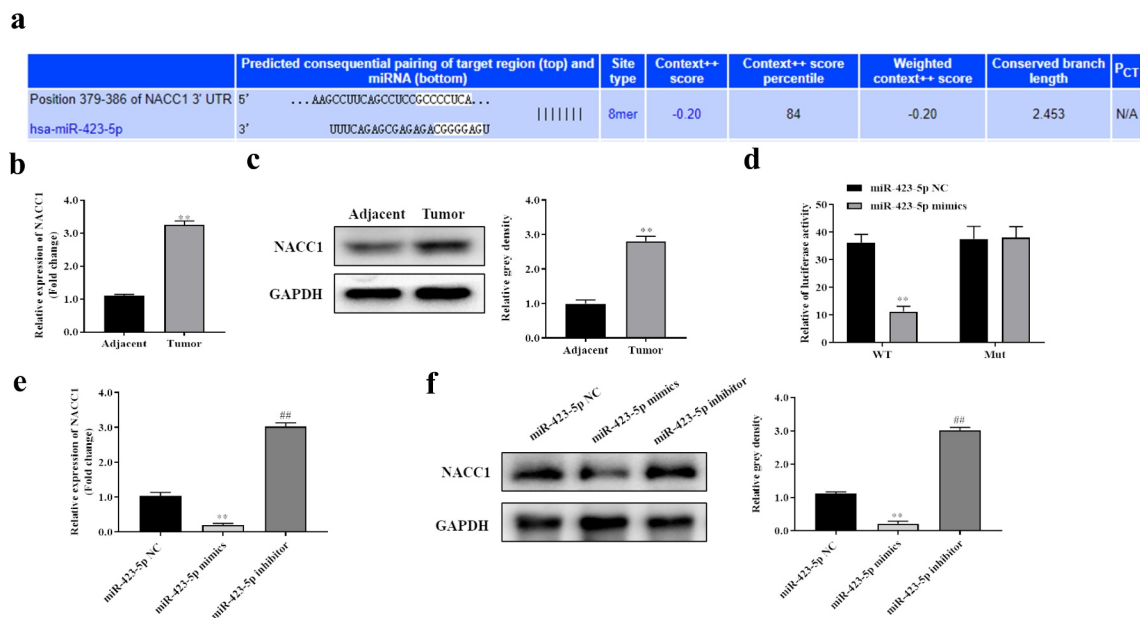 a
Predicted consequential pairing of target region (top) and miRNA (bottom)
Site type
Context++ score
Context++ score percentile
Weighted context++ score
Conserved branch length
PCT
Position 379-386 of NACC1 3' UTR
5' ...AAGCCUUCAGCCUCCGCCCCUCA...
hsa-miR-423-5p
3' UUUCAGAGCGAGAGACGGGGAGU
8mer
-0.20
84
-0.20
2.453
N/A
b
Relative expression of NACC1
(Fold change)
4.0
3.0
2.0
1.0
0.0
**
Adjacent
Tumor
c
Adjacent Tumor
NACC1
GAPDH
Relative grey density
4.0
3.0
2.0
1.0
0.0
**
Adjacent
Tumor
d
miR-423-5p NC
miR-423-5p mimics
Relative of luciferase activity
50
40
30
20
10
0
**
WT
Mut
e
Relative expression of NACC1
(Fold change)
4.0
3.0
2.0
1.0
0.0
**
##
miR-423-5p NC
miR-423-5p mimics
miR-423-5p inhibitor
f
miR-423-5p NC
miR-423-5p mimics
miR-423-5p inhibitor
NACC1
GAPDH
Relative grey density
4.0
3.0
2.0
1.0
0.0
**
##
miR-423-5p NC
miR-423-5p mimics
miR-423-5p inhibitor